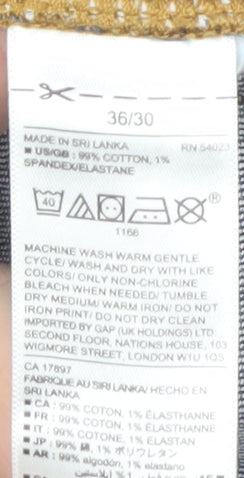 36/30
MADE IN SRI LANKA RN 54023
■ US/GB : 99% COTTON, 1%
SPANDEX/ELASTANE
40
®
1166
MACHINE WASH WARM GENTLE
CYCLE/ WASH AND DRY WITH LIKE
COLORS/ ONLY NON-CHLORINE
BLEACH WHEN NEEDED/ TUMBLE
DRY MEDIUM/ WARM IRON/ DO NOT
IRON PRINT/ DO NOT DRY CLEAN
IMPORTED BY GAP (UK HOLDINGS) LTD
SECOND FLOOR, NATIONS HOUSE, 103
WIGMORE STREET, LONDON W1U 1QS
CA 17897
FABRIQUÉ AU SRI LANKA/ HECHO EN
SRI LANKA
■ CA : 99% COTON, 1% ÉLASTHANNE
■ FR : 99% COTON, 1% ÉLASTHANNE
■ IT : 99% COTONE, 1% ELASTAN
■ JP : 99% 綿, 1% ポリウレタン
■ AR : 99% algodón, 1% elastano